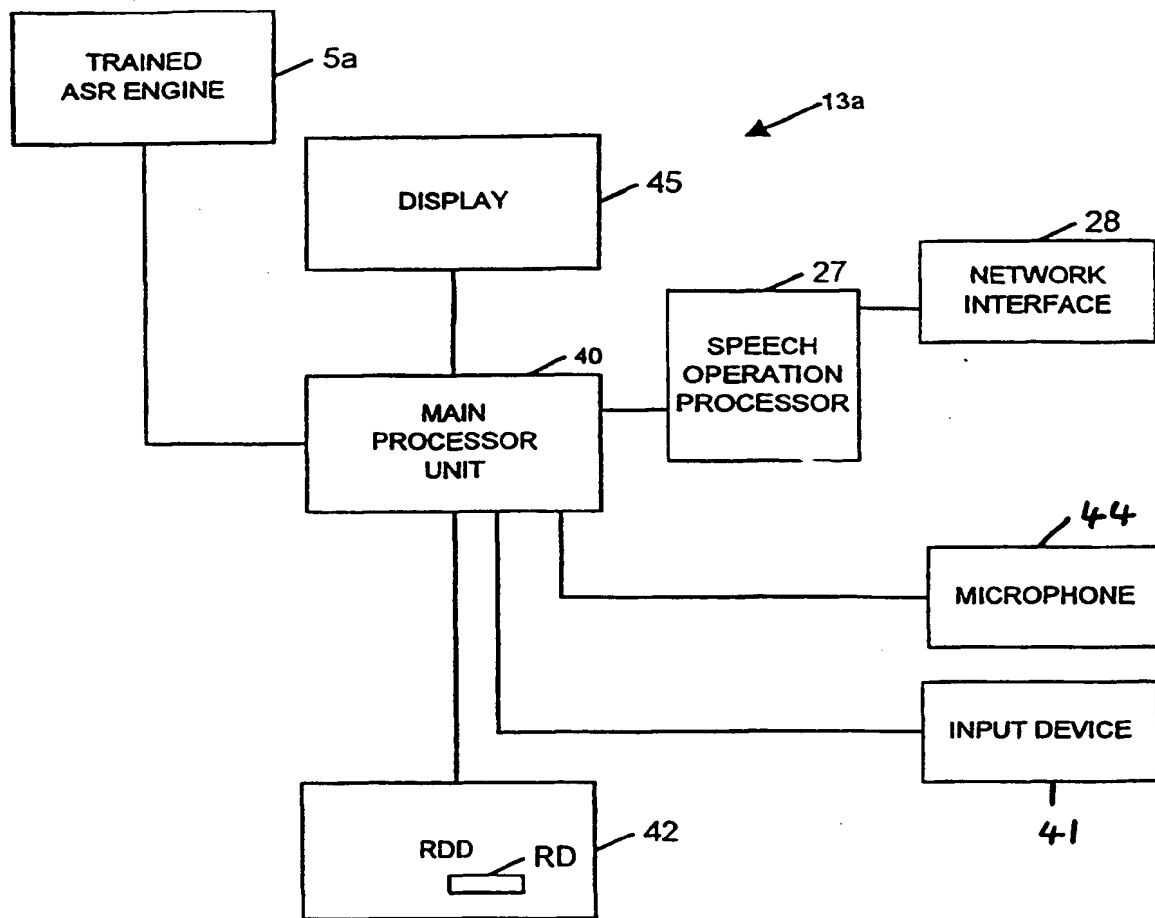 TRAINED
ASR ENGINE
5a
13a
DISPLAY
45
28
NETWORK
INTERFACE
27
SPEECH
OPERATION
PROCESSOR
40
MAIN
PROCESSOR
UNIT
44
MICROPHONE
INPUT DEVICE
41
42
RDD
RD